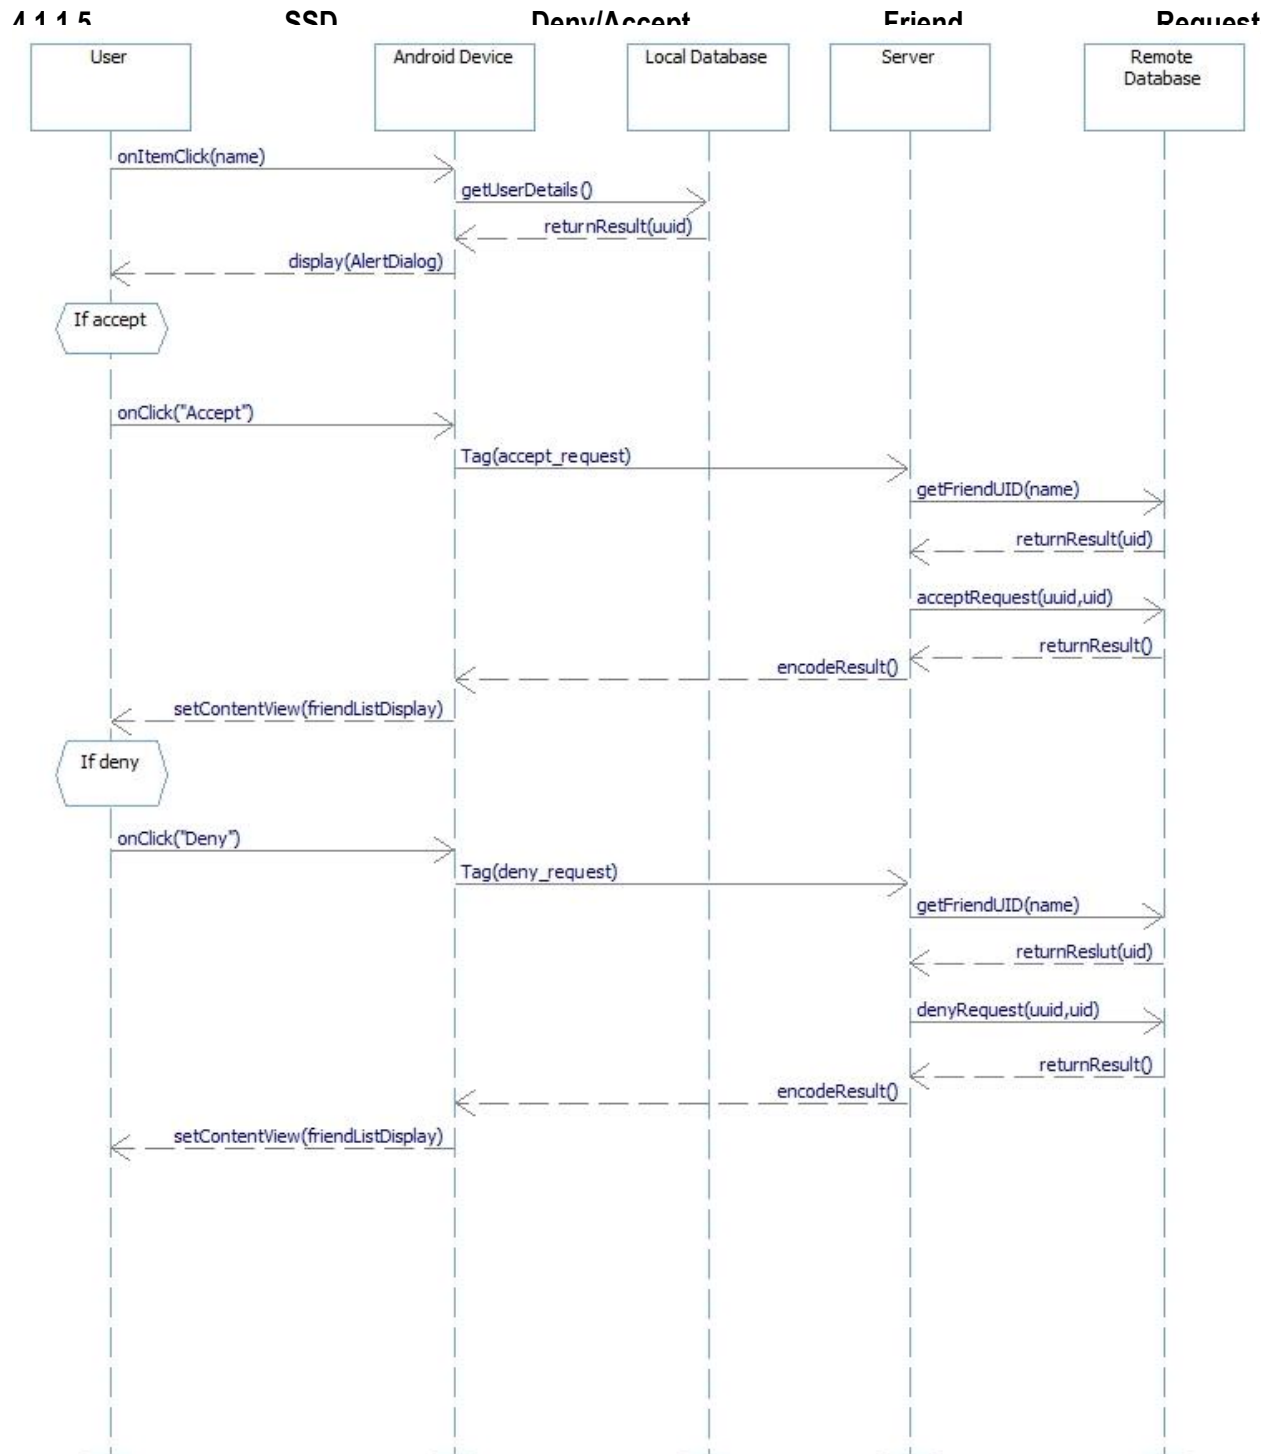 4.1.1.5 SSD Deny/Accept Friend Request
User
Android Device
Local Database
Server
Remote
Database
onItemClick(name)
getUserDetails()
returnResult(uuid)
display(AlertDialog)
If accept
onClick("Accept")
Tag(accept_request)
getFriendUID(name)
returnResult(uid)
acceptRequest(uuid,uid)
returnResult()
encodeResult()
setContentView(friendListDisplay)
If deny
onClick("Deny")
Tag(deny_request)
getFriendUID(name)
returnReslut(uid)
denyRequest(uuid,uid)
returnResult()
encodeResult()
setContentView(friendListDisplay)